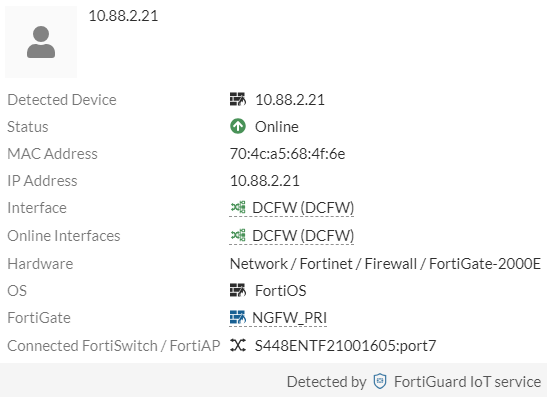 10.88.2.21
Detected Device 10.88.2.21
Status Online
MAC Address 70:4c:a5:68:4f:6e
IP Address 10.88.2.21
Interface DCFW (DCFW)
Online Interfaces DCFW (DCFW)
Hardware Network / Fortinet / Firewall / FortiGate-2000E
OS FortiOS
FortiGate NGFW_PRI
Connected FortiSwitch / FortiAP S448ENTF21001605:port7
Detected by FortiGuard IoT service